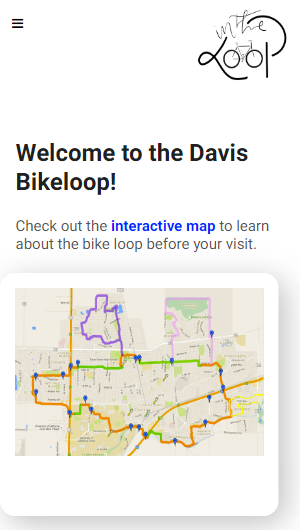 in the
Loop
Welcome to the Davis
Bikeloop!
Check out the interactive map to learn
about the bike loop before your visit.